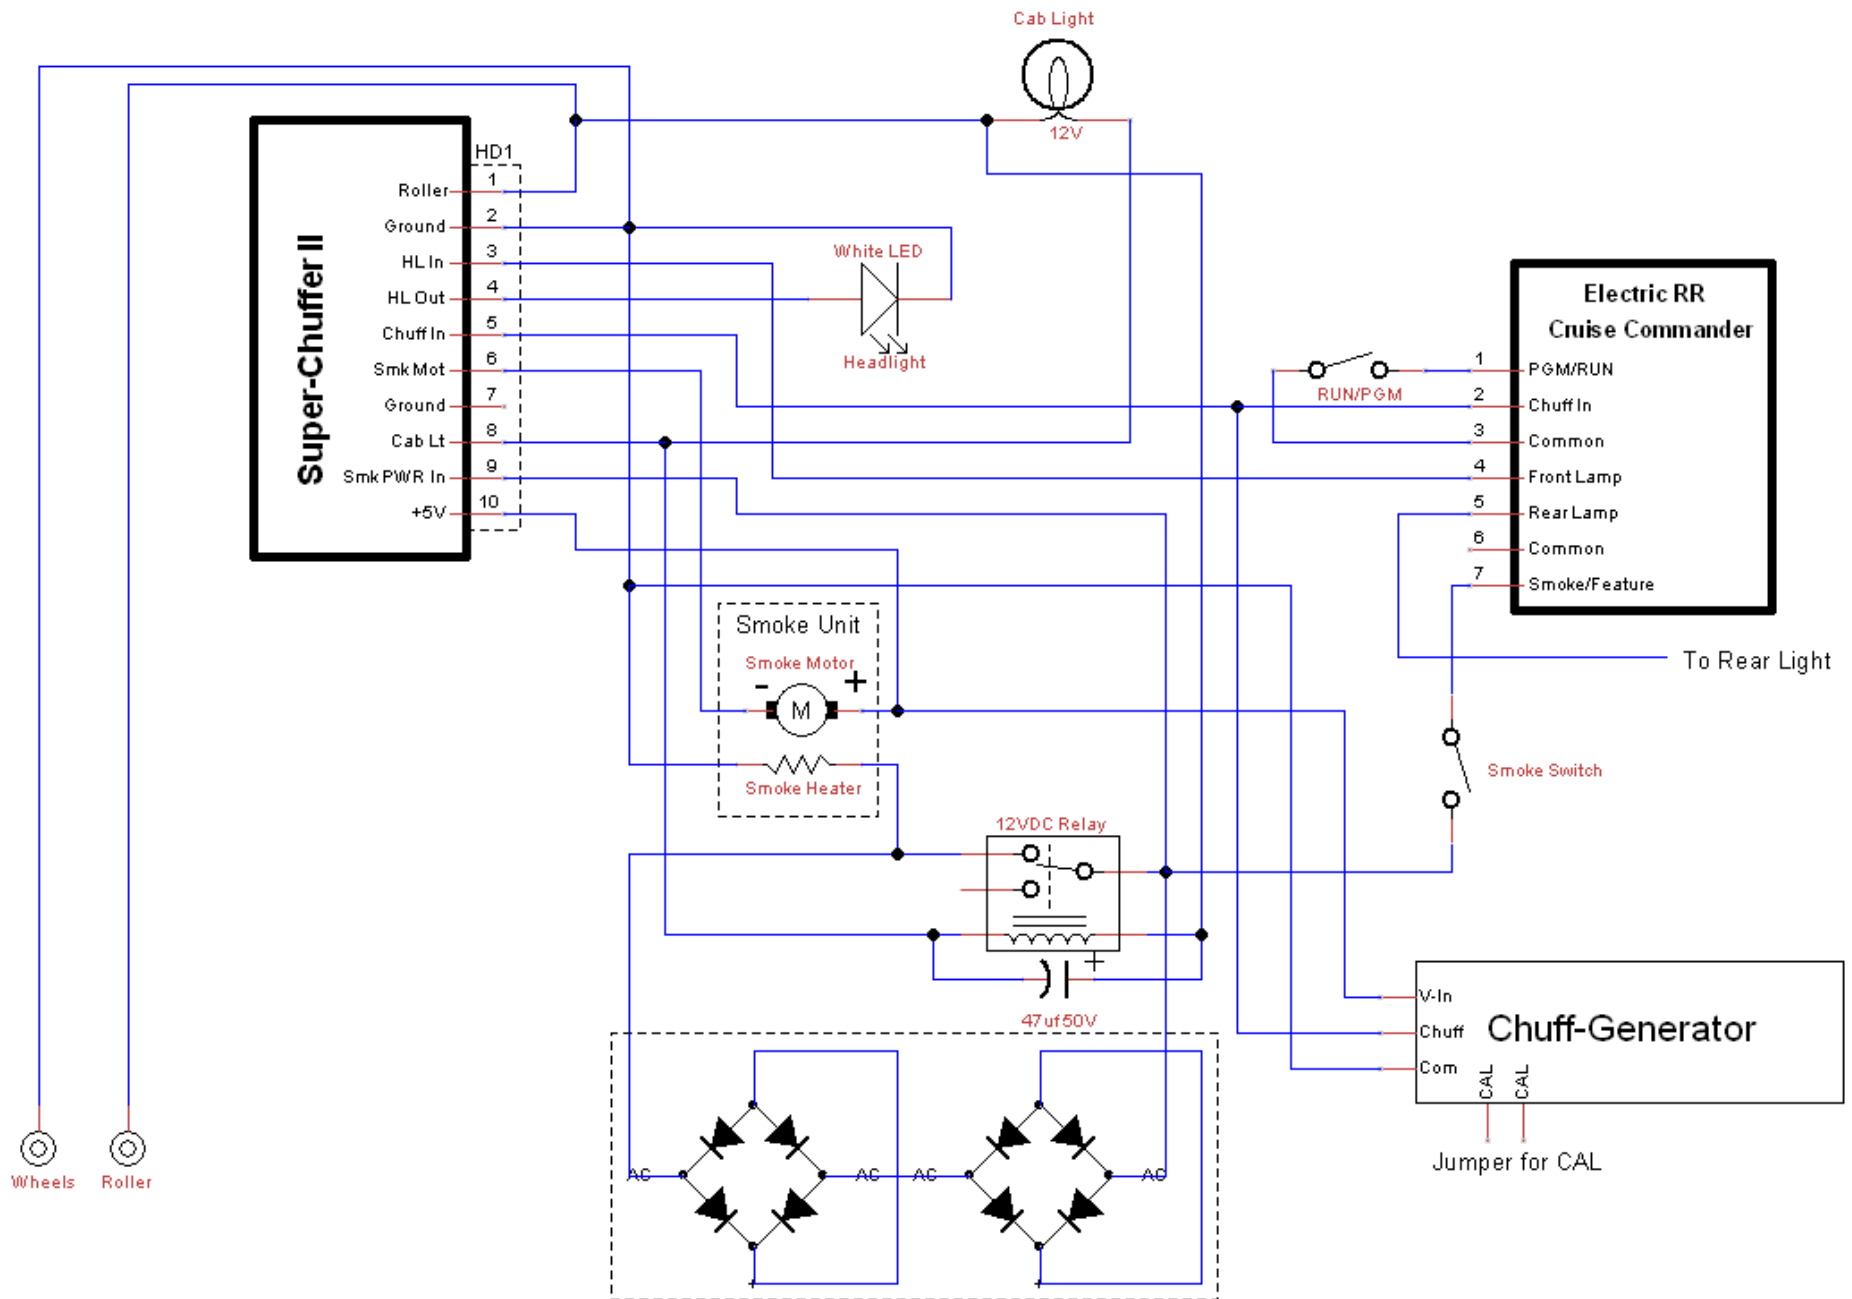 Cab Light
12V
HD1
Super-Chuffer II
Roller 1
Ground 2
HL In 3
HL Out 4
Chuff In 5
Smk Mot 6
Ground 7
Cab Lt 8
Smk PWR In 9
+5V 10
White LED
Headlight
Electric RR
Cruise Commander
1 PGM/RUN
2 Chuff In
3 Common
4 Front Lamp
5 Rear Lamp
6 Common
7 Smoke/Feature
RUN/PGM
To Rear Light
Smoke Unit
Smoke Motor
- +
M
Smoke Heater
Smoke Switch
12VDC Relay
+
47uf50V
V-In
Chuff
Com
Chuff-Generator
CAL CAL
Jumper for CAL
AC AC AC AC
Wheels Roller